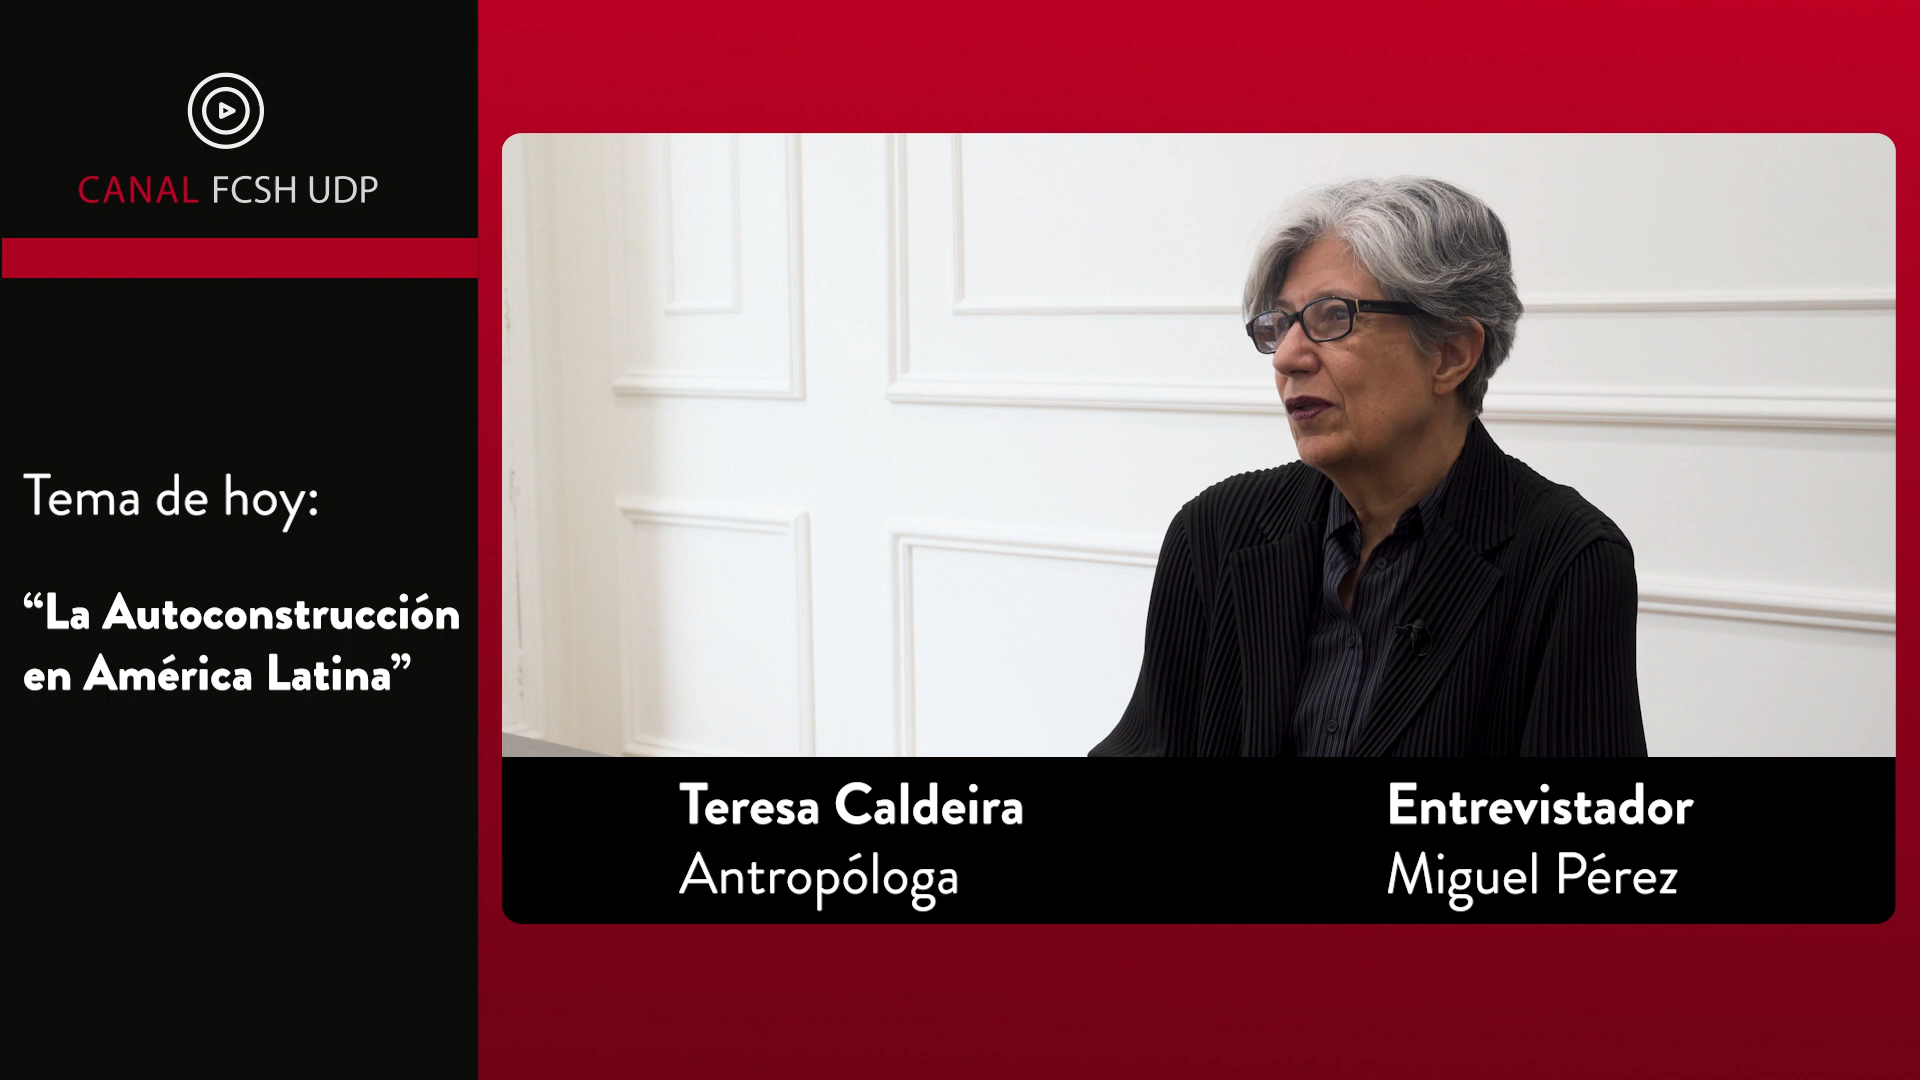 CANAL FCSH UDP
Tema de hoy:
“La Autoconstrucción
en América Latina”
Teresa Caldeira
Antropóloga
Entrevistador
Miguel Pérez